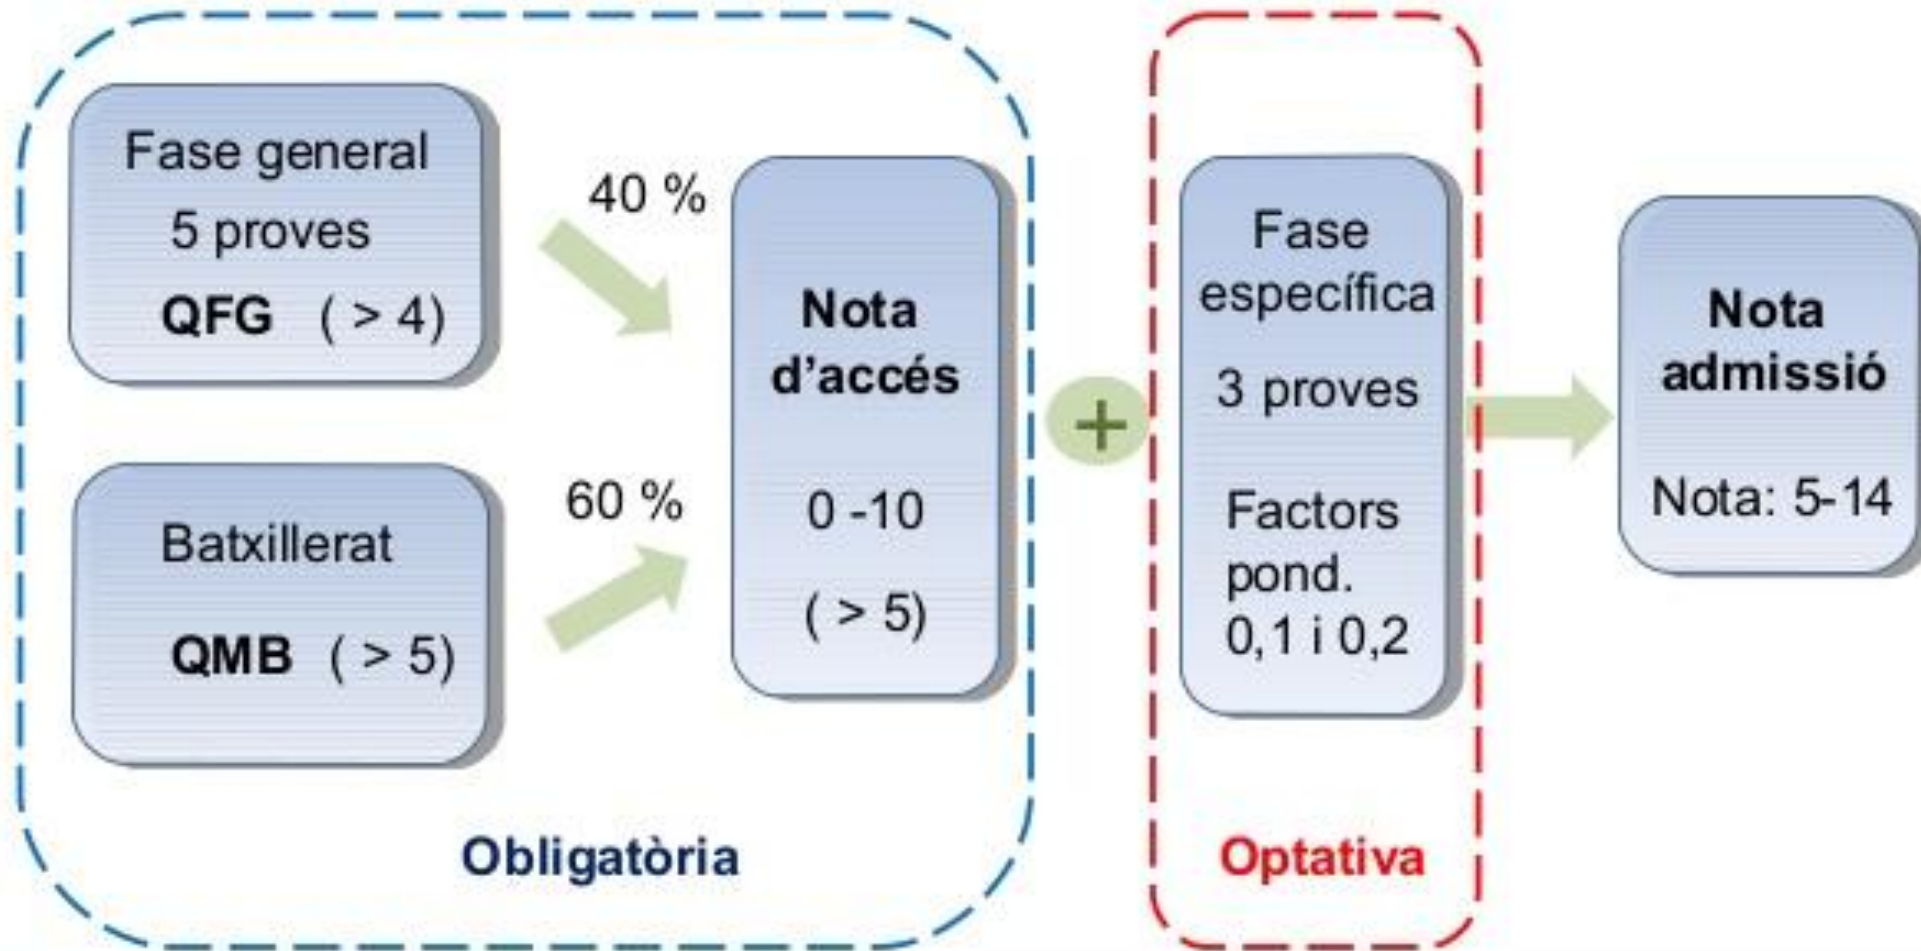 Fase general
5 proves
QFG ( > 4)
40 %
Batxillerat
QMB ( > 5)
60 %
Nota
d'accés
0 -10
( > 5)
Obligatòria
+
Fase
específica
3 proves
Factors
pond.
0,1 i 0,2
Optativa
Nota
admissió
Nota: 5-14